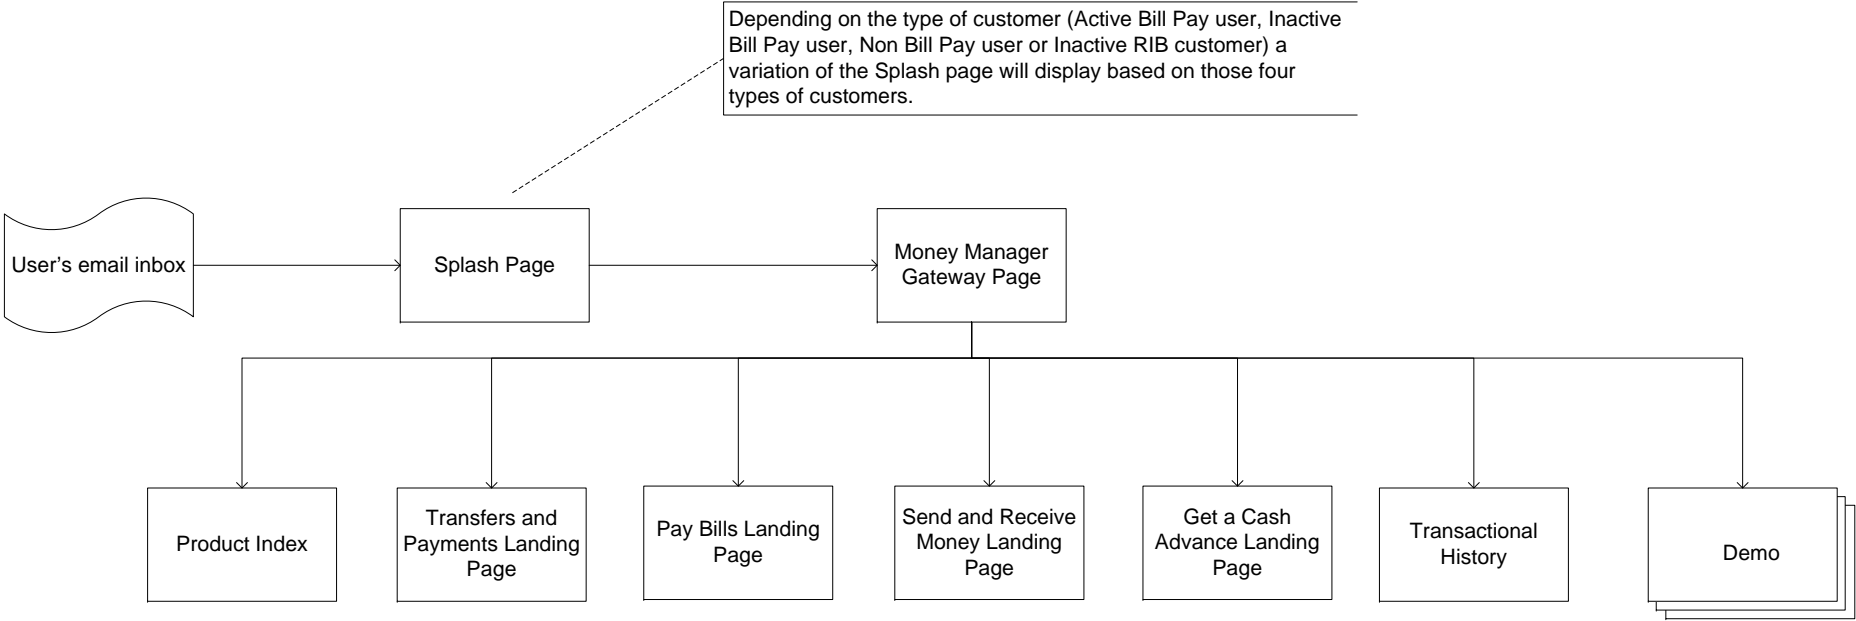 Depending on the type of customer (Active Bill Pay user, Inactive
Bill Pay user, Non Bill Pay user or Inactive RIB customer) a
variation of the Splash page will display based on those four
types of customers.
User's email inbox
Splash Page
Money Manager
Gateway Page
Product Index
Transfers and
Payments Landing
Page
Pay Bills Landing
Page
Send and Receive
Money Landing
Page
Get a Cash
Advance Landing
Page
Transactional
History
Demo